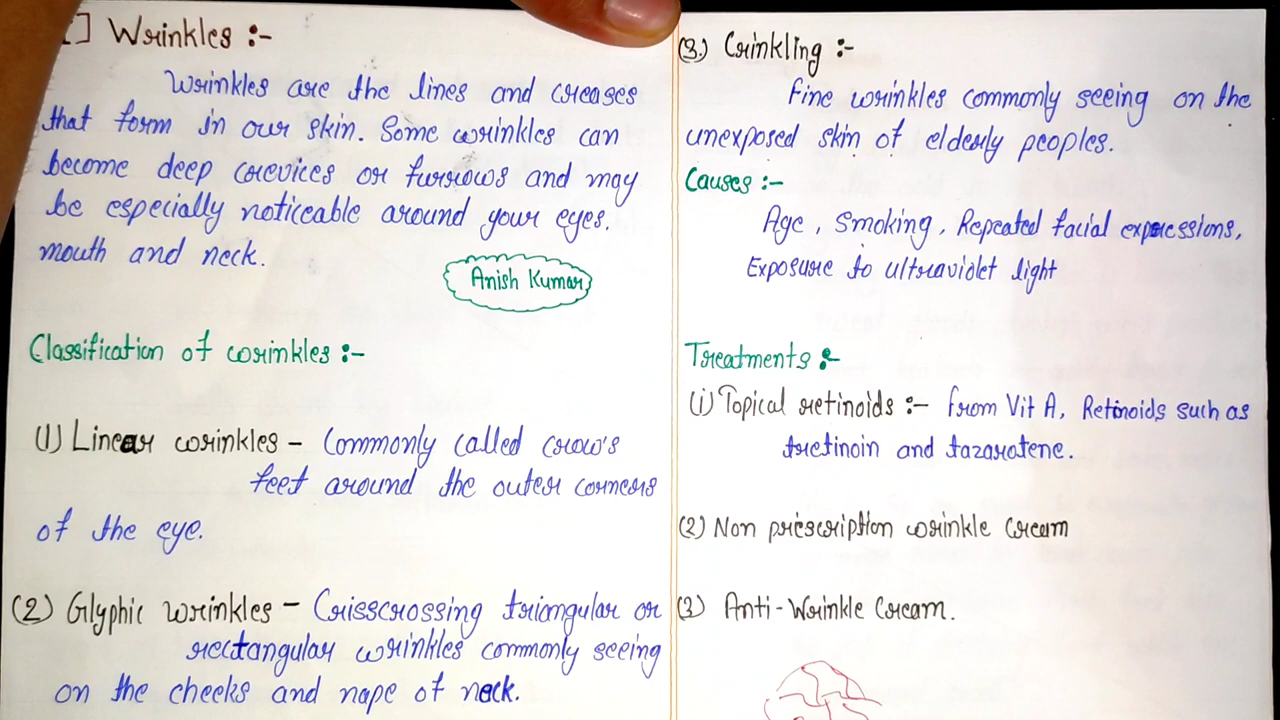 ] Wrinkles :-
Wrinkles are the lines and creases
that form in our skin. Some wrinkles can
become deep crevices or furrows and may
be especially noticeable around your eyes.
mouth and neck.
Anish Kumar
Classification of wrinkles :-
(1) Linear wrinkles - Commonly called crow's
feet around the outer corners
of the eye.
(2) Glyphic wrinkles - Crisscrossing triangular or
rectangular wrinkles commonly seeing
on the cheeks and nape of neck.
(3.) Crinkling :-
Fine wrinkles commonly seeing on the
unexposed skin of elderly peoples.
Causes :-
Age, Smoking, Repeated facial expressions,
Exposure to ultraviolet light
Treatments :-
(i) Topical retinoids :- from Vit A, Retinoids such as
tretinoin and tazarotene.
(2) Non prescription wrinkle cream
(3) Anti-Wrinkle Cream.